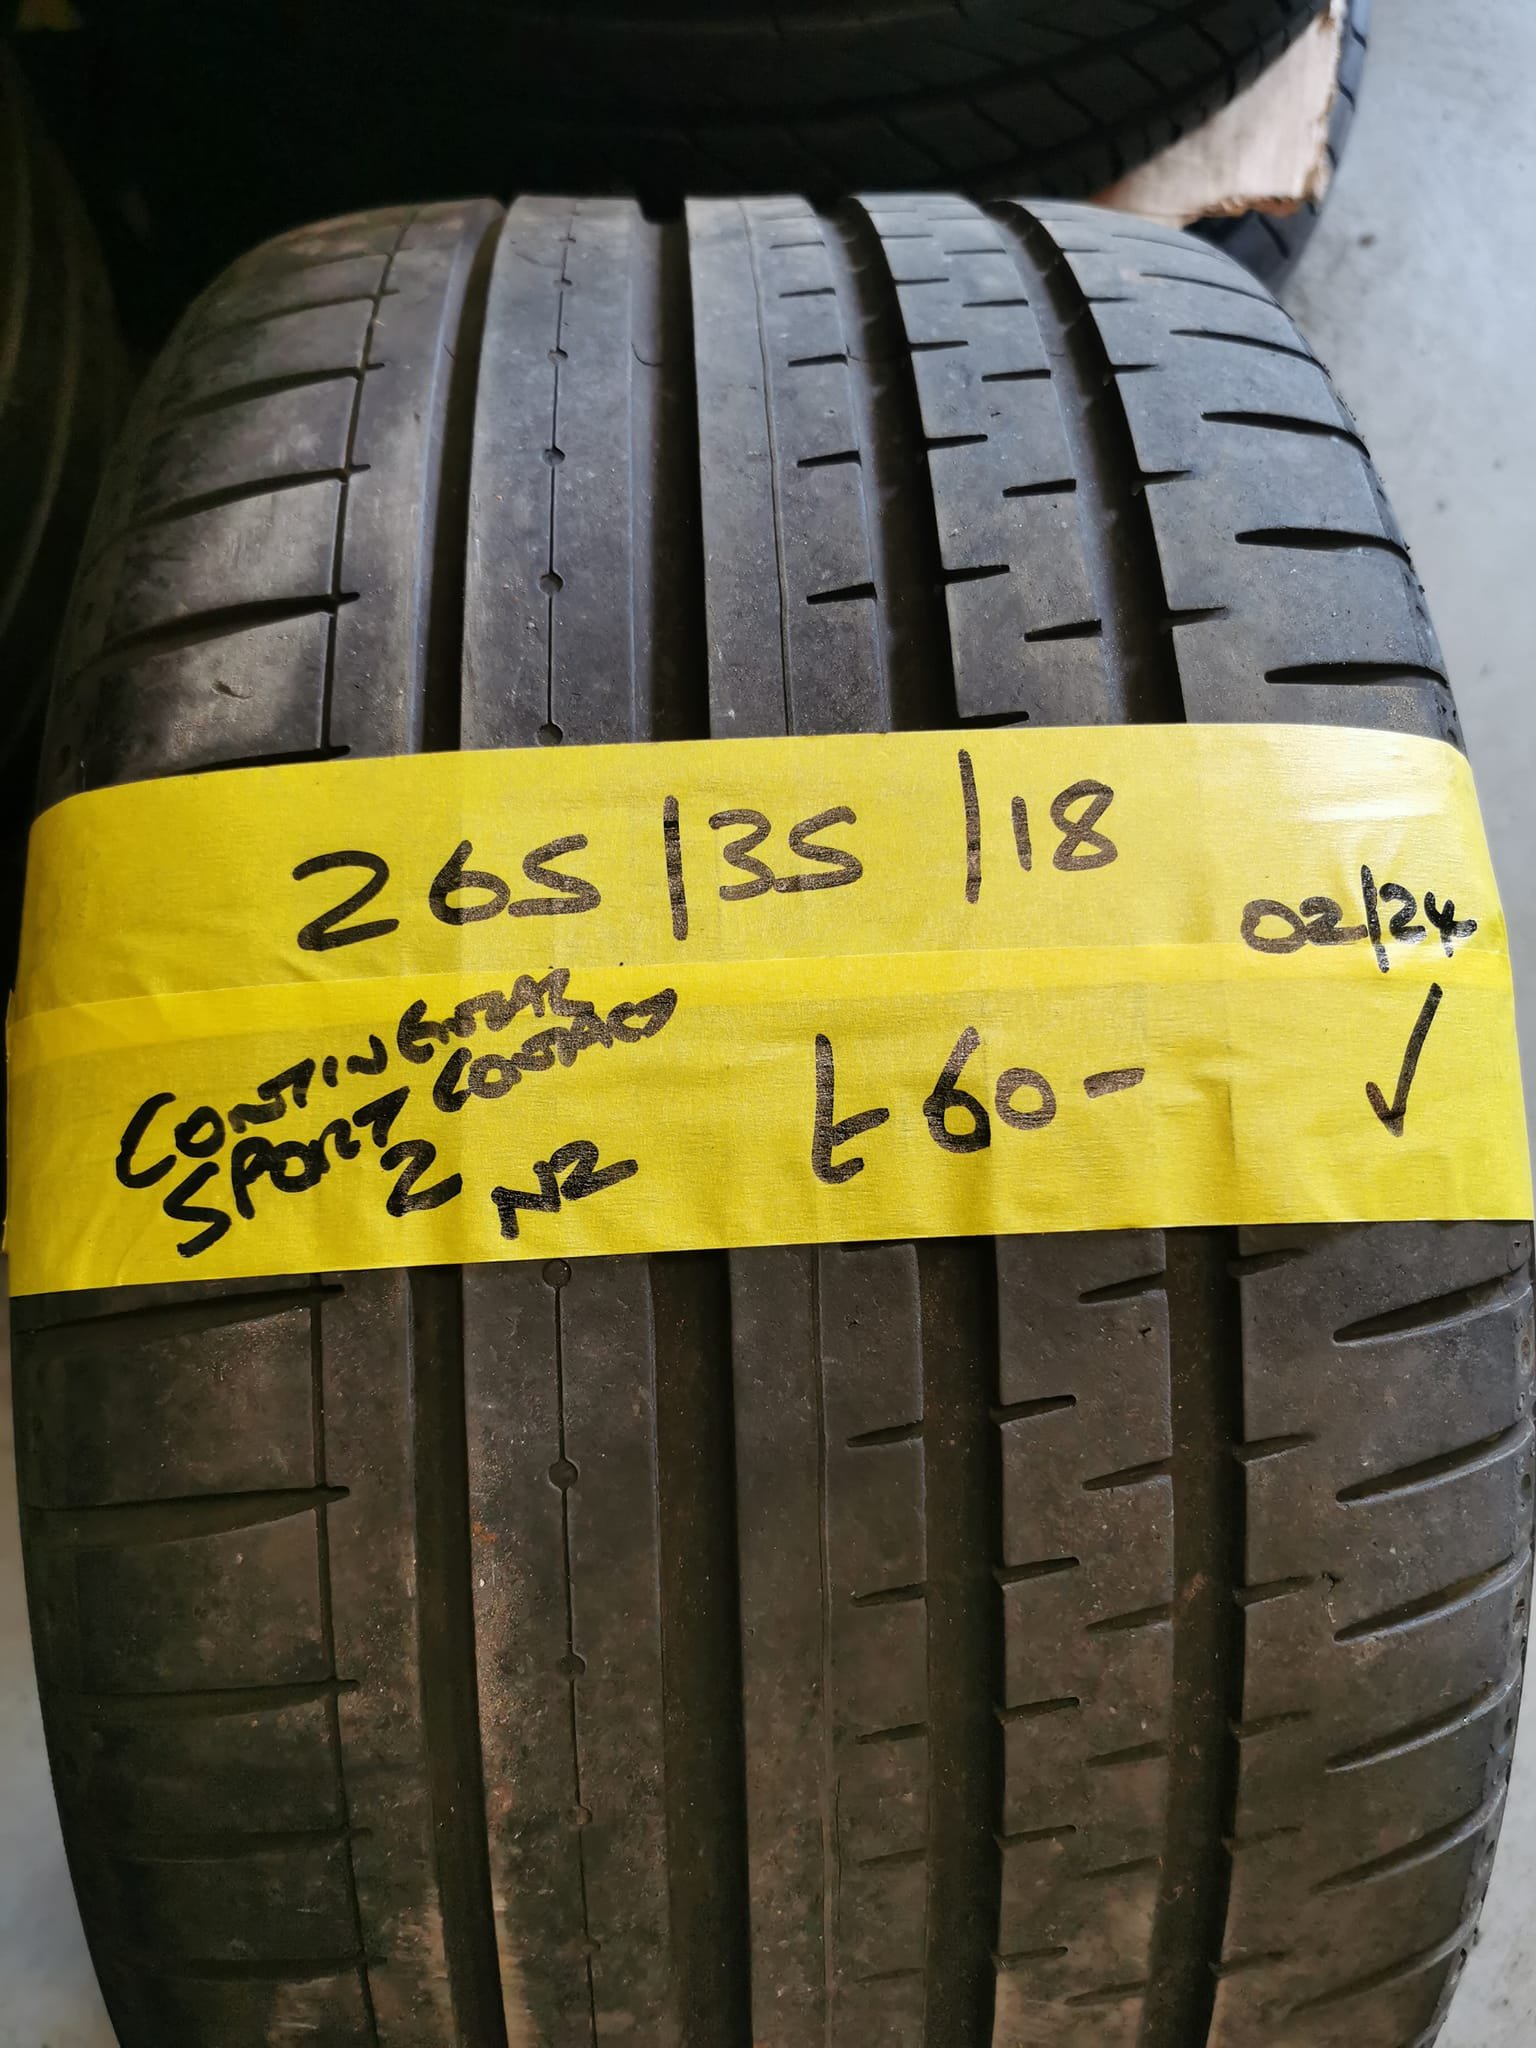 265/35/18
02/24
CONTINENTAL
SPORT CONTACT
2 N2
£60-
✓